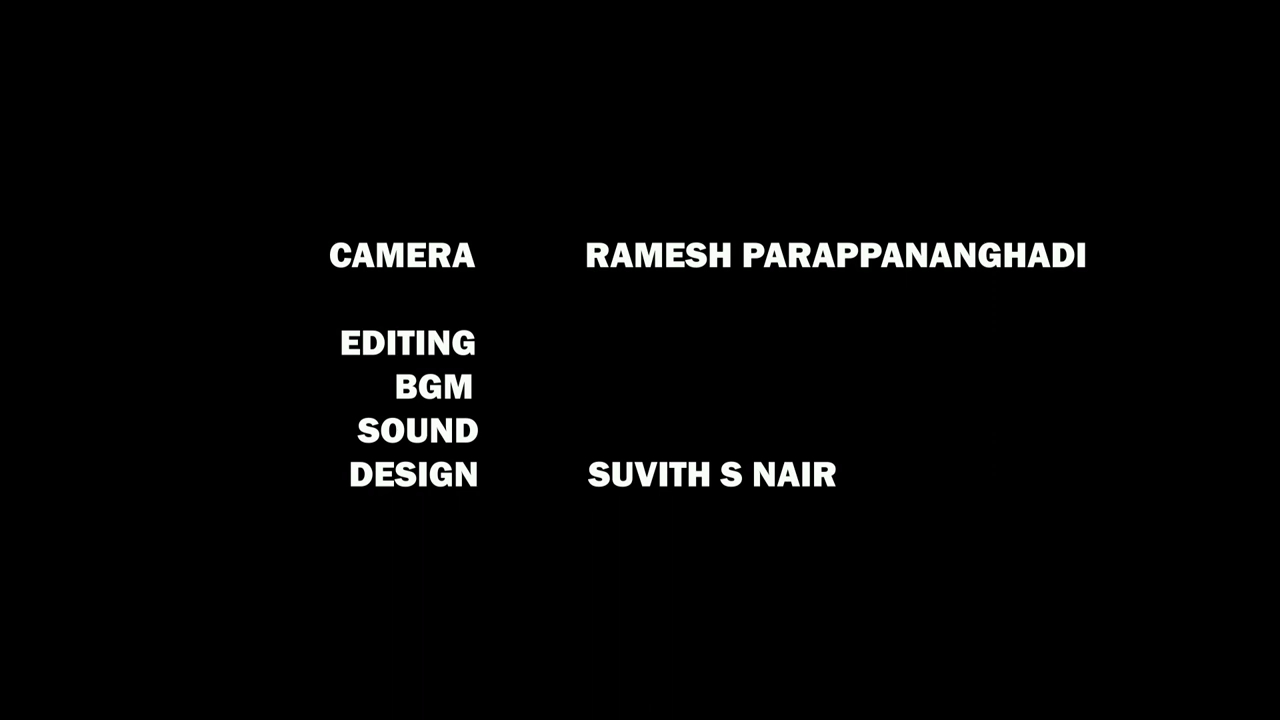 CAMERA RAMESH PARAPPANANGHADI
EDITING
BGM
SOUND
DESIGN SUVITH S NAIR